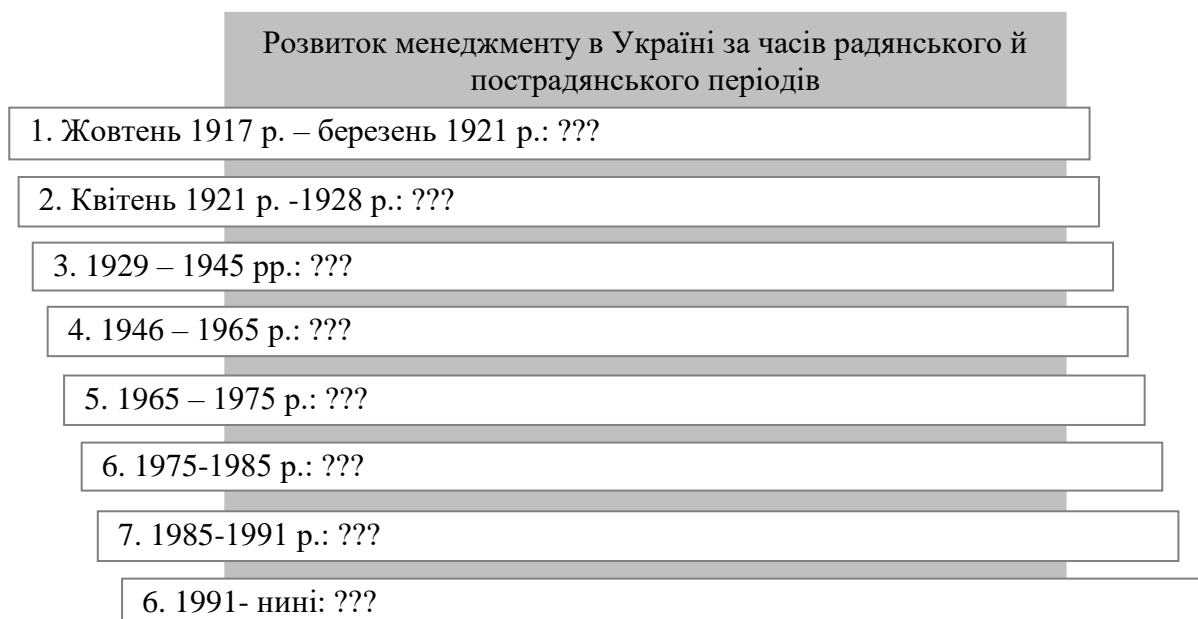 Розвиток менеджменту в Україні за часів радянського й
пострадянського періодів
1. Жовтень 1917 р. – березень 1921 р.: ???
2. Квітень 1921 р. -1928 р.: ???
3. 1929 – 1945 рр.: ???
4. 1946 – 1965 р.: ???
5. 1965 – 1975 р.: ???
6. 1975-1985 р.: ???
7. 1985-1991 р.: ???
6. 1991- нині: ???